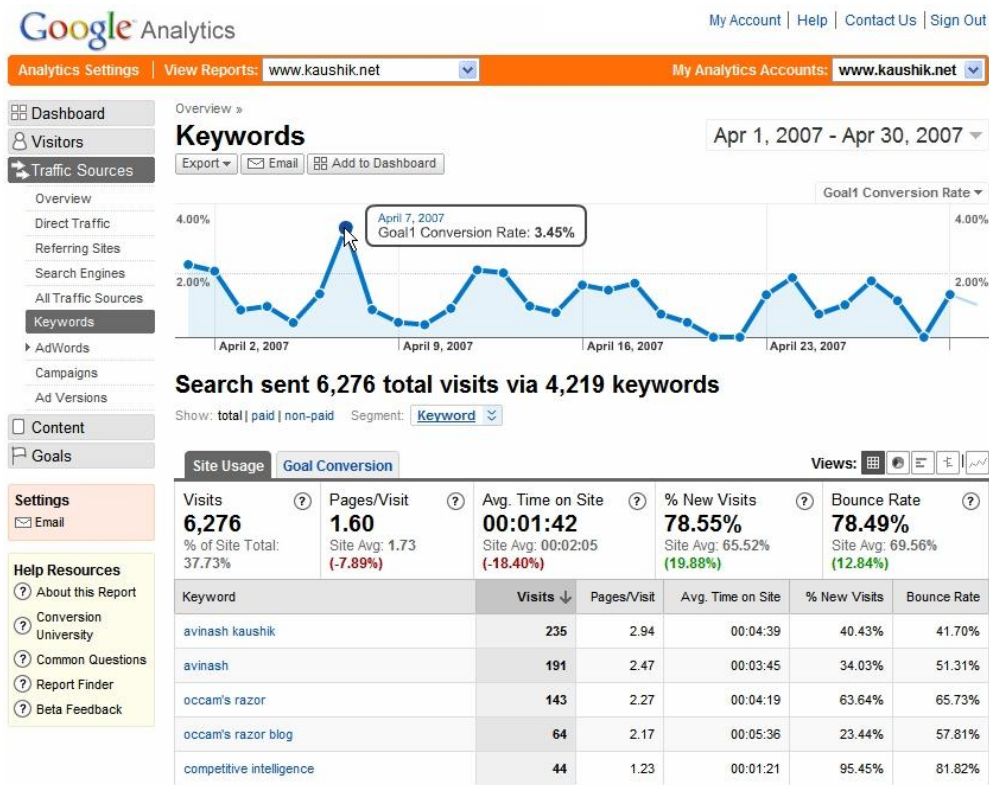 Google Analytics
My Account | Help | Contact Us | Sign Out
Analytics Settings | View Reports: www.kaushik.net
My Analytics Accounts: www.kaushik.net
Dashboard
Visitors
Traffic Sources
Overview
Direct Traffic
Referring Sites
Search Engines
All Traffic Sources
Keywords
AdWords
Campaigns
Ad Versions
Content
Goals
Settings
Email
Help Resources
? About this Report
? Conversion
University
? Common Questions
? Report Finder
? Beta Feedback
Overview »
Keywords
Apr 1, 2007 - Apr 30, 2007
Export Email Add to Dashboard
Goal1 Conversion Rate
4.00% 4.00%
April 7, 2007
Goal1 Conversion Rate: 3.45%
2.00% 2.00%
April 2, 2007 April 9, 2007 April 16, 2007 April 23, 2007
Search sent 6,276 total visits via 4,219 keywords
Show: total | paid | non-paid Segment: Keyword
Site Usage Goal Conversion Views:
Visits ? Pages/Visit ? Avg. Time on Site ? % New Visits ? Bounce Rate ?
6,276 1.60 00:01:42 78.55% 78.49%
% of Site Total: Site Avg: 1.73 Site Avg: 00:02:05 Site Avg: 65.52% Site Avg: 69.56%
37.73% (-7.89%) (-18.40%) (19.88%) (12.84%)
Keyword Visits ↓ Pages/Visit Avg. Time on Site % New Visits Bounce Rate
avinash kaushik 235 2.94 00:04:39 40.43% 41.70%
avinash 191 2.47 00:03:45 34.03% 51.31%
occam's razor 143 2.27 00:04:19 63.64% 65.73%
occam's razor blog 64 2.17 00:05:36 23.44% 57.81%
competitive intelligence 44 1.23 00:01:21 95.45% 81.82%